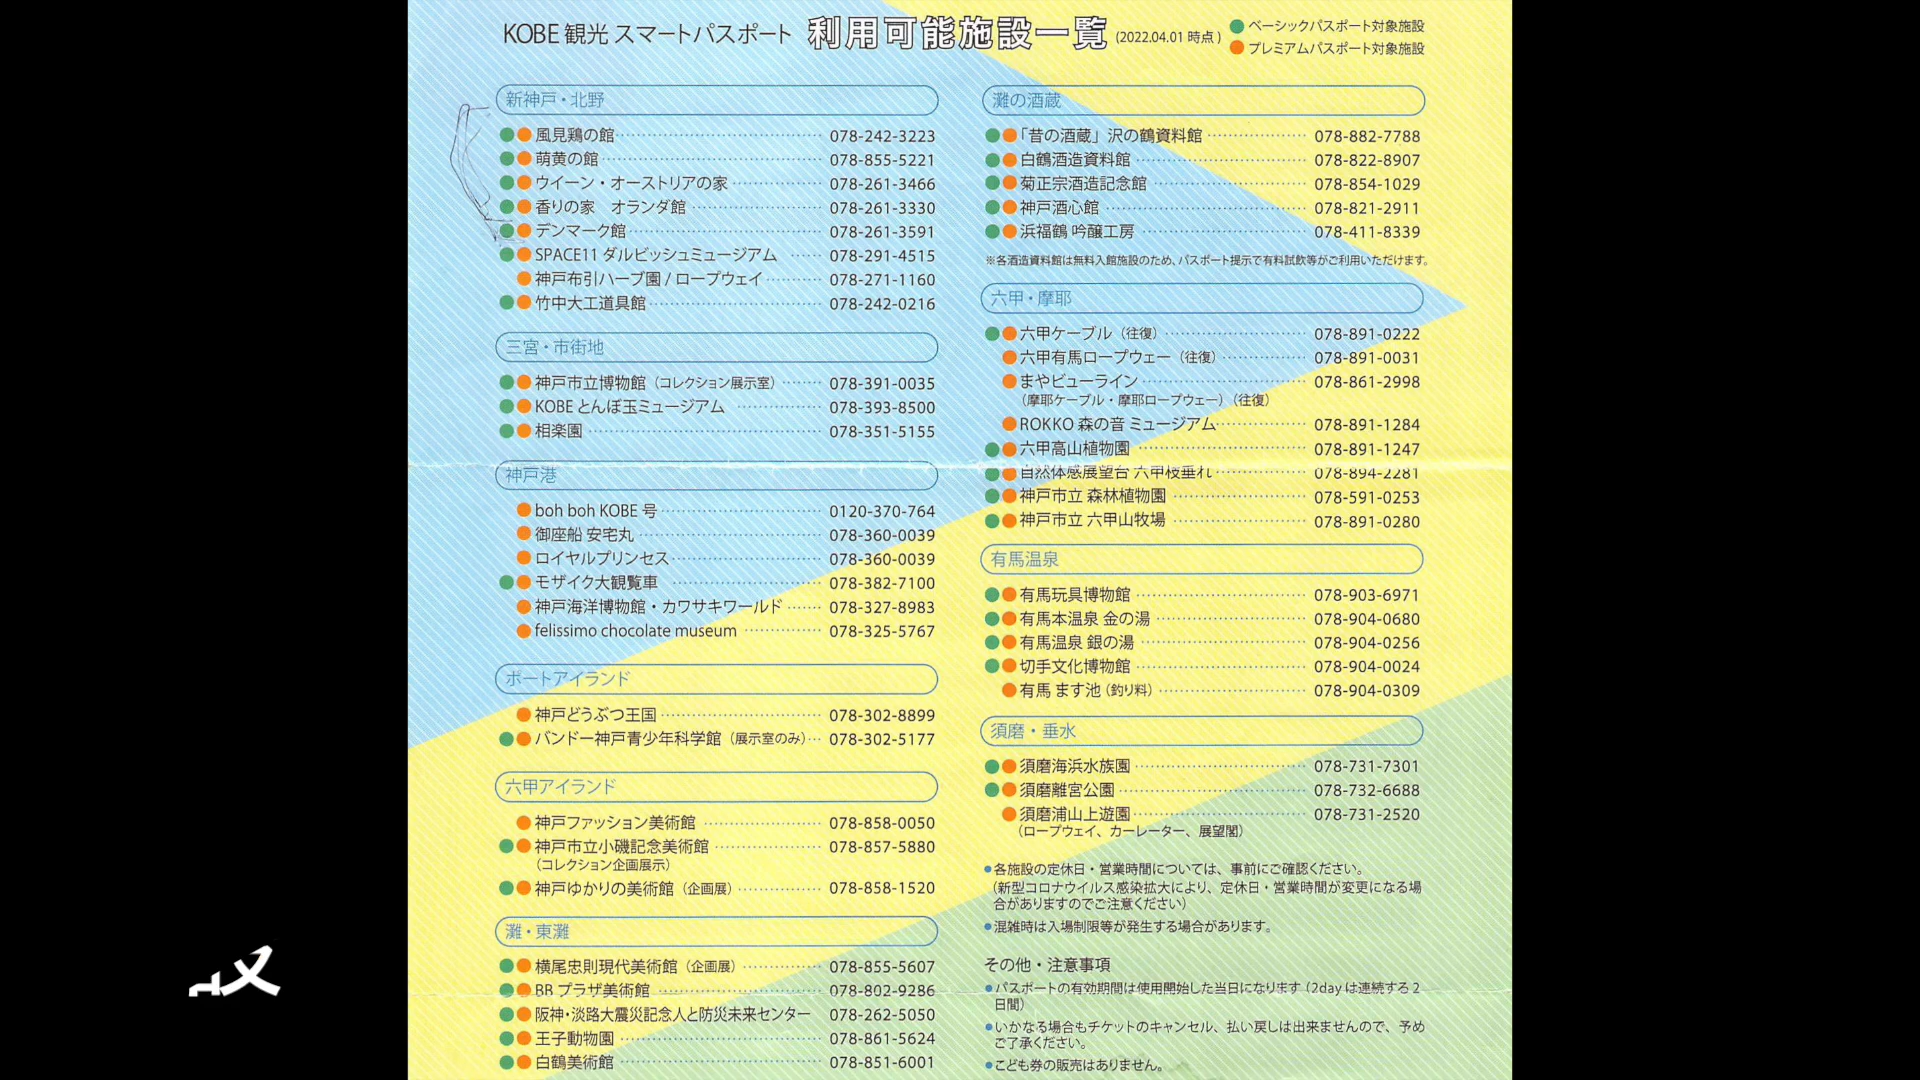 KOBE 観光 スマートパスポート 利用可能施設一覧 (2022.04.01 時点)
ベーシックパスポート対象施設
プレミアムパスポート対象施設
新神戸・北野
風見鶏の館 078-242-3223
萌黄の館 078-855-5221
ウイーン・オーストリアの家 078-261-3466
香りの家 オランダ館 078-261-3330
デンマーク館 078-261-3591
SPACE11 ダルビッシュミュージアム 078-291-4515
神戸布引ハーブ園 / ロープウェイ 078-271-1160
竹中大工道具館 078-242-0216
三宮・市街地
神戸市立博物館（コレクション展示室） 078-391-0035
KOBE とんぼ玉ミュージアム 078-393-8500
相楽園 078-351-5155
神戸港
boh boh KOBE 号 0120-370-764
御座船 安宅丸 078-360-0039
ロイヤルプリンセス 078-360-0039
モザイク大観覧車 078-382-7100
神戸海洋博物館・カワサキワールド 078-327-8983
felissimo chocolate museum 078-325-5767
ポートアイランド
神戸どうぶつ王国 078-302-8899
バンドー神戸青少年科学館（展示室のみ） 078-302-5177
六甲アイランド
神戸ファッション美術館 078-858-0050
神戸市立小磯記念美術館 078-857-5880
（コレクション企画展示）
神戸ゆかりの美術館（企画展） 078-858-1520
灘・東灘
横尾忠則現代美術館（企画展） 078-855-5607
BB プラザ美術館 078-802-9286
阪神・淡路大震災記念人と防災未来センター 078-262-5050
王子動物園 078-861-5624
白鶴美術館 078-851-6001
灘の酒蔵
「昔の酒蔵」沢の鶴資料館 078-882-7788
白鶴酒造資料館 078-822-8907
菊正宗酒造記念館 078-854-1029
神戸酒心館 078-821-2911
浜福鶴 吟醸工房 078-411-8339
※各酒造資料館は無料入館施設のため、パスポート提示で有料試飲等がご利用いただけます。
六甲・摩耶
六甲ケーブル（往復） 078-891-0222
六甲有馬ロープウェー（往復） 078-891-0031
まやビューライン 078-861-2998
（摩耶ケーブル・摩耶ロープウェー）（往復）
ROKKO 森の音 ミュージアム 078-891-1284
六甲高山植物園 078-891-1247
自然体感展望台 六甲枝垂れ 078-894-2281
神戸市立 森林植物園 078-591-0253
神戸市立 六甲山牧場 078-891-0280
有馬温泉
有馬玩具博物館 078-903-6971
有馬本温泉 金の湯 078-904-0680
有馬温泉 銀の湯 078-904-0256
切手文化博物館 078-904-0024
有馬 ます池（釣り料） 078-904-0309
須磨・垂水
須磨海浜水族園 078-731-7301
須磨離宮公園 078-732-6688
須磨浦山上遊園 078-731-2520
（ロープウェイ、カーレーター、展望閣）
●各施設の定休日・営業時間については、事前にご確認ください。
（新型コロナウイルス感染拡大により、定休日・営業時間が変更になる場
合がありますのでご注意ください）
●混雑時は入場制限等が発生する場合があります。
その他・注意事項
●パスポートの有効期間は使用開始した当日になります（2day は連続する 2
日間）
●いかなる場合もチケットのキャンセル、払い戻しは出来ませんので、予め
ご了承ください。
●こども券の販売はありません。